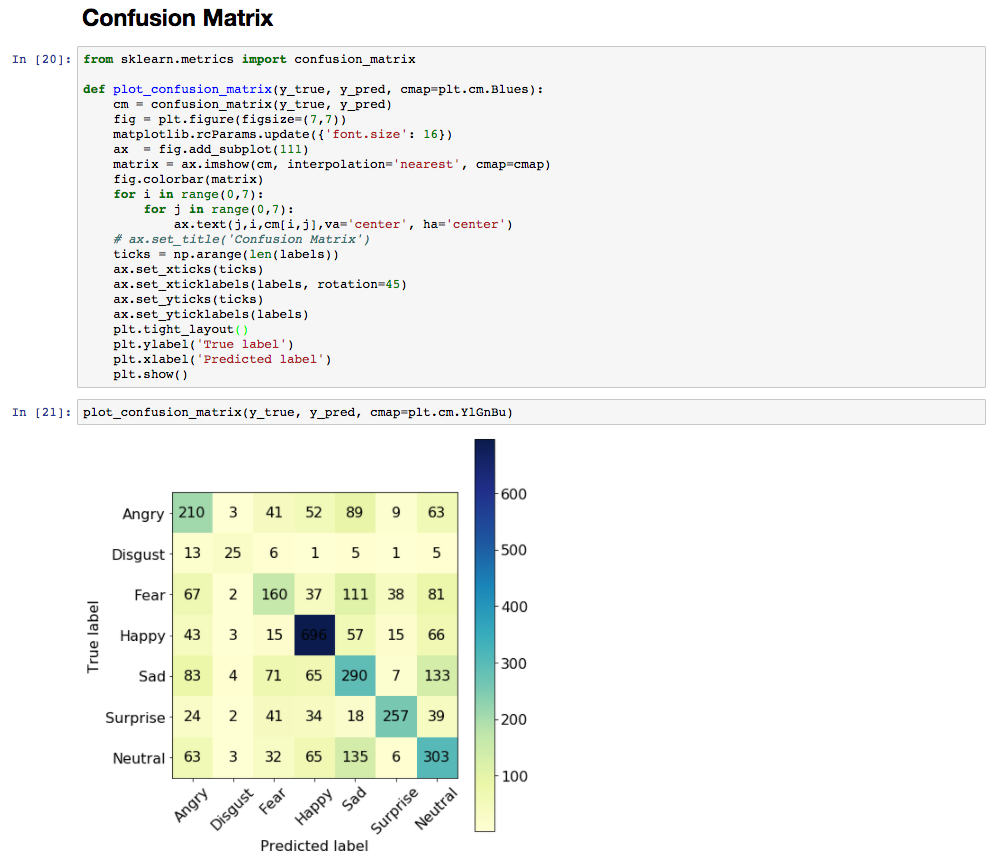 Confusion Matrix
In [20]: from sklearn.metrics import confusion_matrix
def plot_confusion_matrix(y_true, y_pred, cmap=plt.cm.Blues):
    cm = confusion_matrix(y_true, y_pred)
    fig = plt.figure(figsize=(7,7))
    matplotlib.rcParams.update({'font.size': 16})
    ax  = fig.add_subplot(111)
    matrix = ax.imshow(cm, interpolation='nearest', cmap=cmap)
    fig.colorbar(matrix)
    for i in range(0,7):
        for j in range(0,7):
            ax.text(j,i,cm[i,j],va='center', ha='center')
    # ax.set_title('Confusion Matrix')
    ticks = np.arange(len(labels))
    ax.set_xticks(ticks)
    ax.set_xticklabels(labels, rotation=45)
    ax.set_yticks(ticks)
    ax.set_yticklabels(labels)
    plt.tight_layout()
    plt.ylabel('True label')
    plt.xlabel('Predicted label')
    plt.show()
In [21]: plot_confusion_matrix(y_true, y_pred, cmap=plt.cm.YlGnBu)
True label
Angry 210 3 41 52 89 9 63
Disgust 13 25 6 1 5 1 5
Fear 67 2 160 37 111 38 81
Happy 43 3 15 696 57 15 66
Sad 83 4 71 65 290 7 133
Surprise 24 2 41 34 18 257 39
Neutral 63 3 32 65 135 6 303
Angry Disgust Fear Happy Sad Surprise Neutral
Predicted label
600
500
400
300
200
100